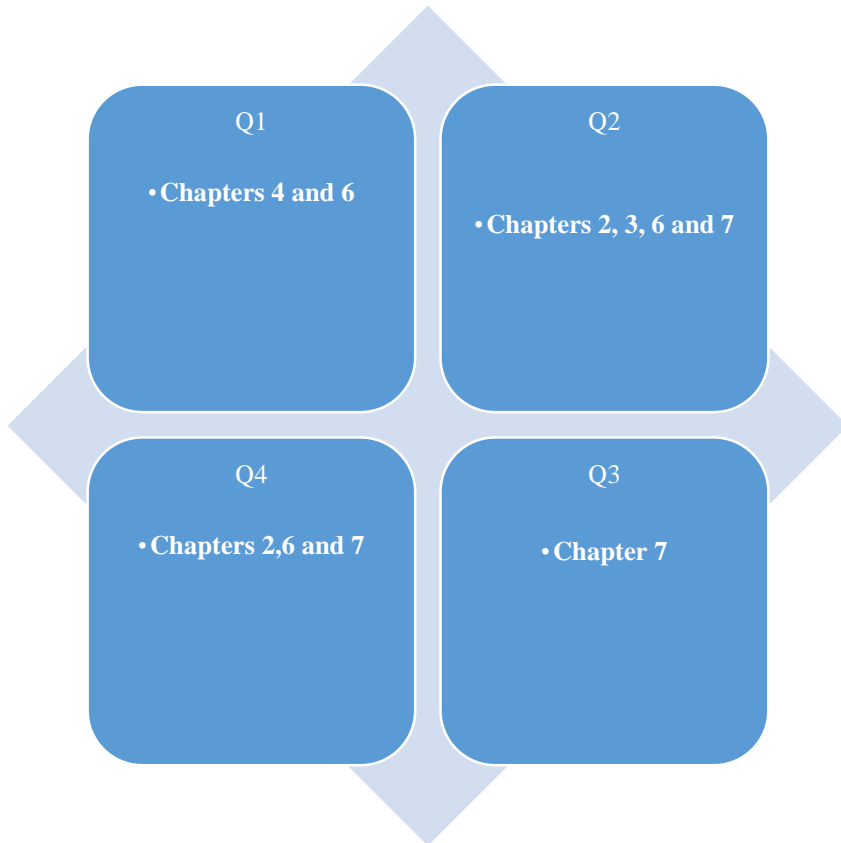 Q1
•Chapters 4 and 6
Q2
•Chapters 2, 3, 6 and 7
Q4
•Chapters 2,6 and 7
Q3
•Chapter 7